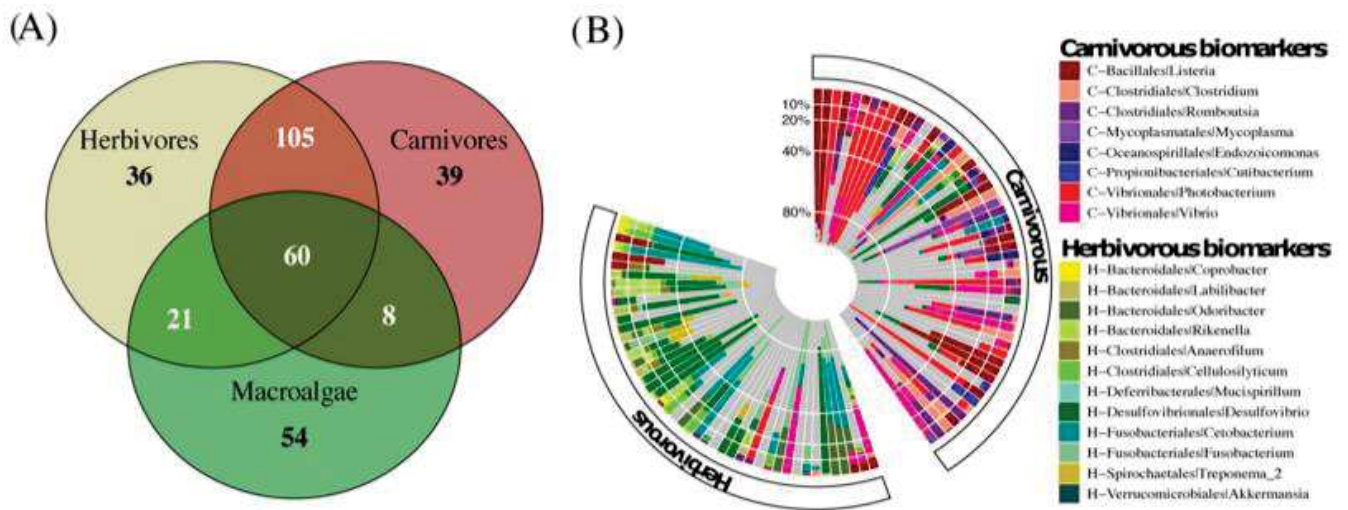 (A)
Herbivores
36
105
Carnivores
39
60
21
8
Macroalgae
54
(B)
10%
20%
40%
80%
Carnivorous
Herbivorous
Carnivorous biomarkers
C-Bacillales|Listeria
C-Clostridiales|Clostridium
C-Clostridiales|Romboutsia
C-Mycoplasmatales|Mycoplasma
C-Oceanospirillales|Endozoicomonas
C-Propionibacteriales|Cutibacterium
C-Vibrionales|Photobacterium
C-Vibrionales|Vibrio
Herbivorous biomarkers
H-Bacteroidales|Coprobacter
H-Bacteroidales|Labilibacter
H-Bacteroidales|Odoribacter
H-Bacteroidales|Rikenella
H-Clostridiales|Anaerofilum
H-Clostridiales|Cellulosilyticum
H-Deferribacterales|Mucispirillum
H-Desulfovibrionales|Desulfovibrio
H-Fusobacteriales|Cetobacterium
H-Fusobacteriales|Fusobacterium
H-Spirochaetales|Treponema_2
H-Verrucomicrobiales|Akkermansia